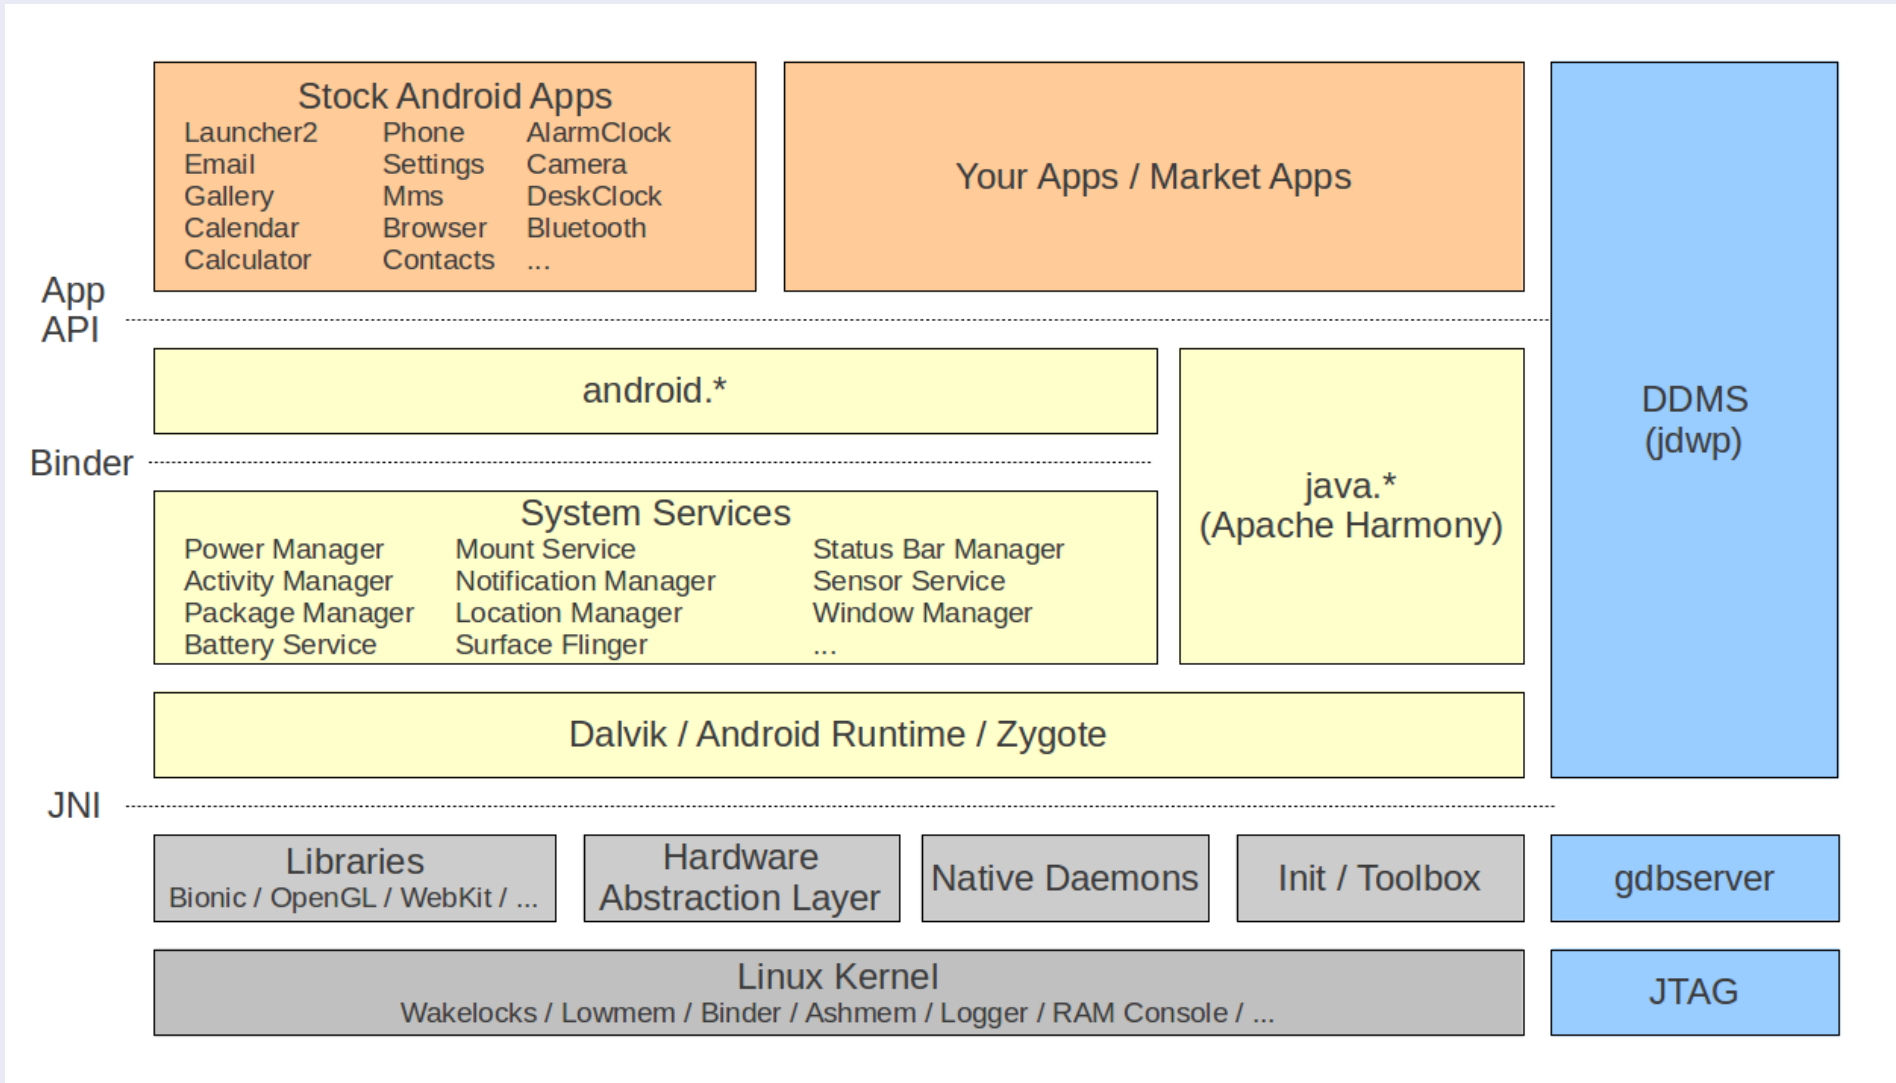 Stock Android Apps
Launcher2 Phone AlarmClock
Email Settings Camera
Gallery Mms DeskClock
Calendar Browser Bluetooth
Calculator Contacts ...
Your Apps / Market Apps
App
API
android.*
Binder
System Services
Power Manager Mount Service Status Bar Manager
Activity Manager Notification Manager Sensor Service
Package Manager Location Manager Window Manager
Battery Service Surface Flinger ...
java.*
(Apache Harmony)
DDMS
(jdwp)
Dalvik / Android Runtime / Zygote
JNI
Libraries
Bionic / OpenGL / WebKit / ...
Hardware
Abstraction Layer
Native Daemons
Init / Toolbox
gdbserver
Linux Kernel
Wakelocks / Lowmem / Binder / Ashmem / Logger / RAM Console / ...
JTAG